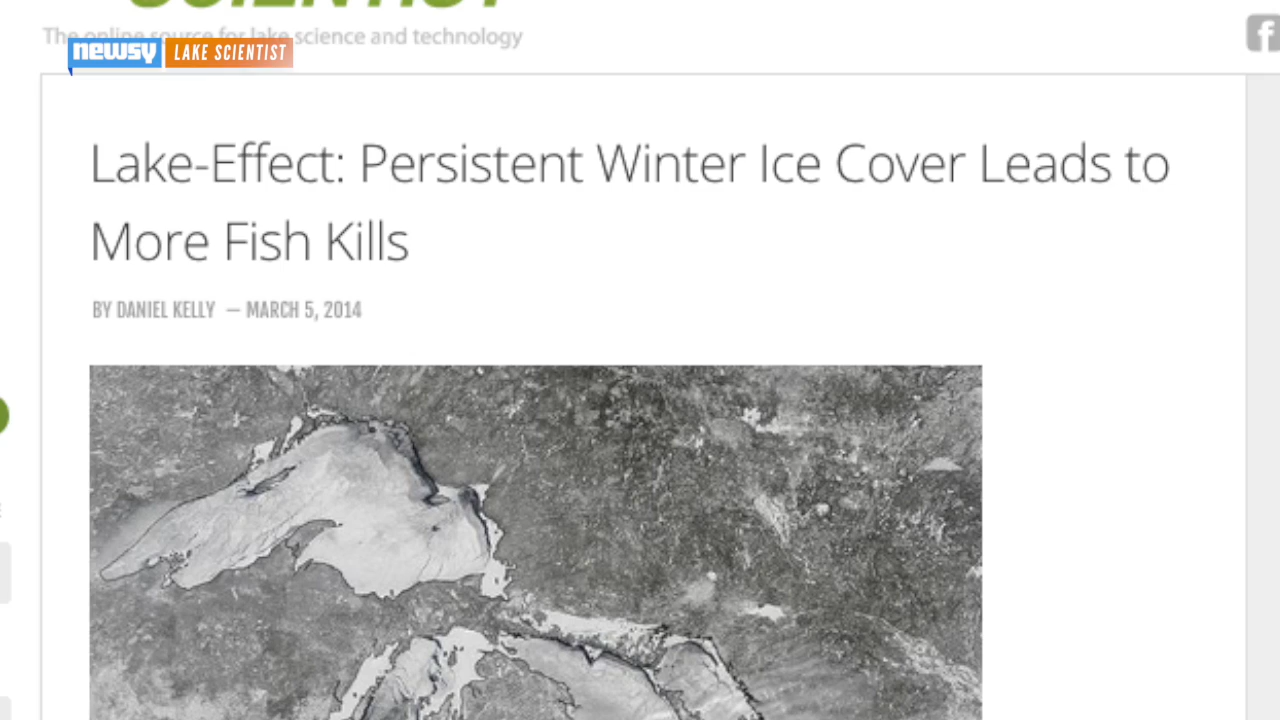 SCIENTIST
The online source for lake science and technology
newsy LAKE SCIENTIST
f
Lake-Effect: Persistent Winter Ice Cover Leads to
More Fish Kills
BY DANIEL KELLY — MARCH 5, 2014